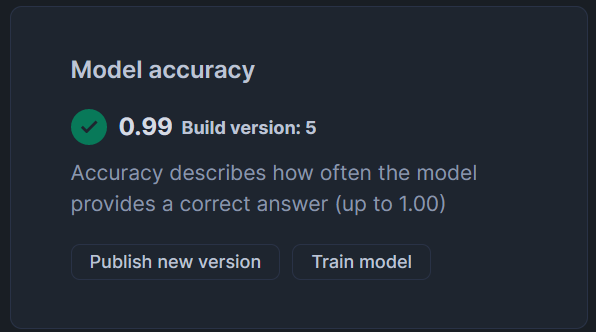 Model accuracy
0.99 Build version: 5
Accuracy describes how often the model
provides a correct answer (up to 1.00)
Publish new version Train model